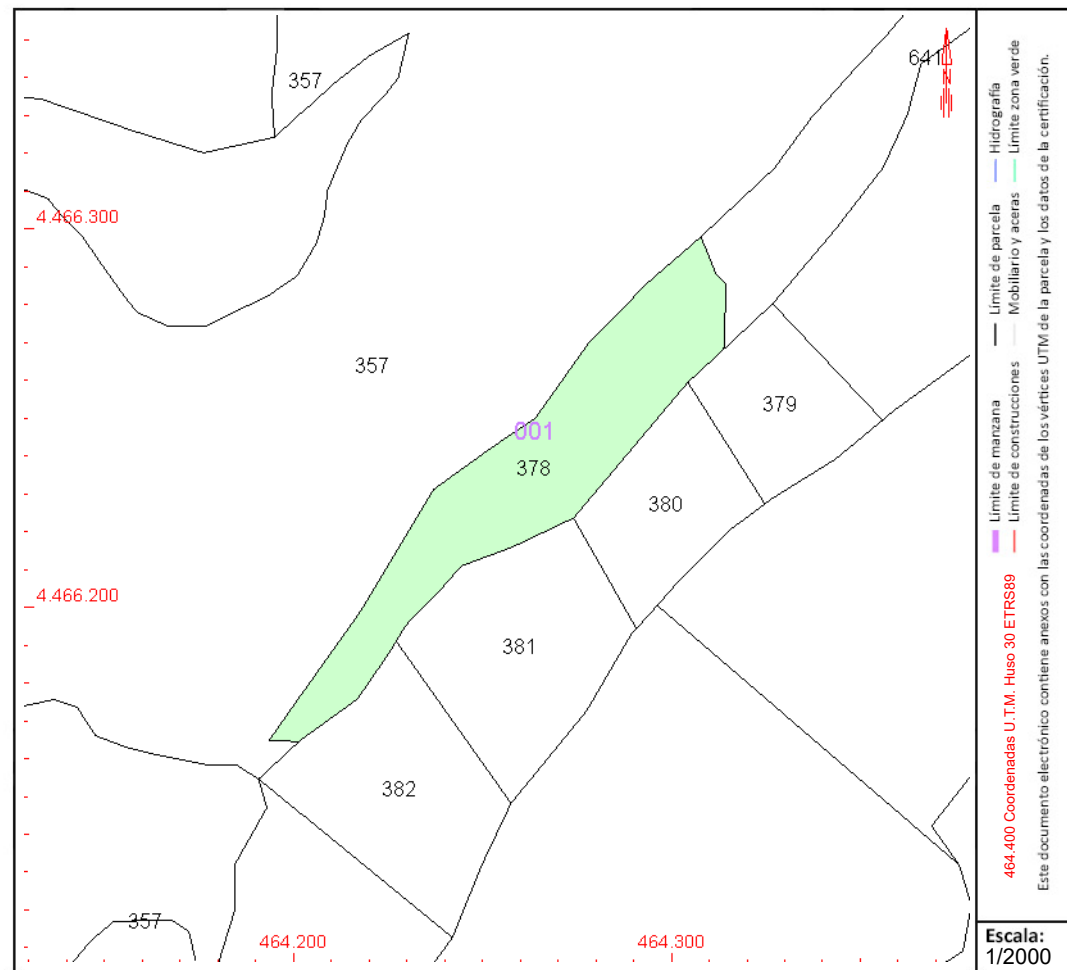 641
357
4.466.300
357
379
001
378
380
4.466.200
381
382
357
464.200
464.300
N
Límite de manzana
Límite de parcela
Hidrografía
Límite de construcciones
Mobiliario y aceras
Límite zona verde
464.400 Coordenadas U.T.M. Huso 30 ETRS89
Este documento electrónico contiene anexos con las coordenadas de los vértices UTM de la parcela y los datos de la certificación.
Escala:
1/2000